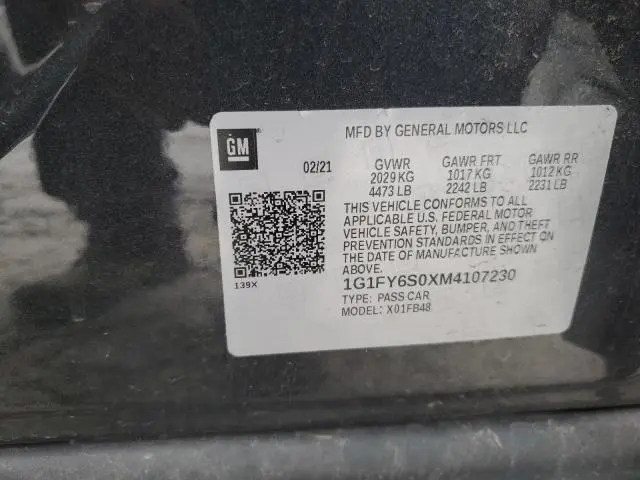 GM
MFD BY GENERAL MOTORS LLC
02/21 GVWR GAWR FRT GAWR RR
2029 KG 1017 KG 1012 KG
4473 LB 2242 LB 2231 LB
THIS VEHICLE CONFORMS TO ALL
APPLICABLE U.S. FEDERAL MOTOR
VEHICLE SAFETY, BUMPER, AND THEFT
PREVENTION STANDARDS IN EFFECT ON
THE DATE OF MANUFACTURE SHOWN ABOVE.
139X
1G1FY6S0XM4107230
TYPE: PASS CAR
MODEL: X01FB48